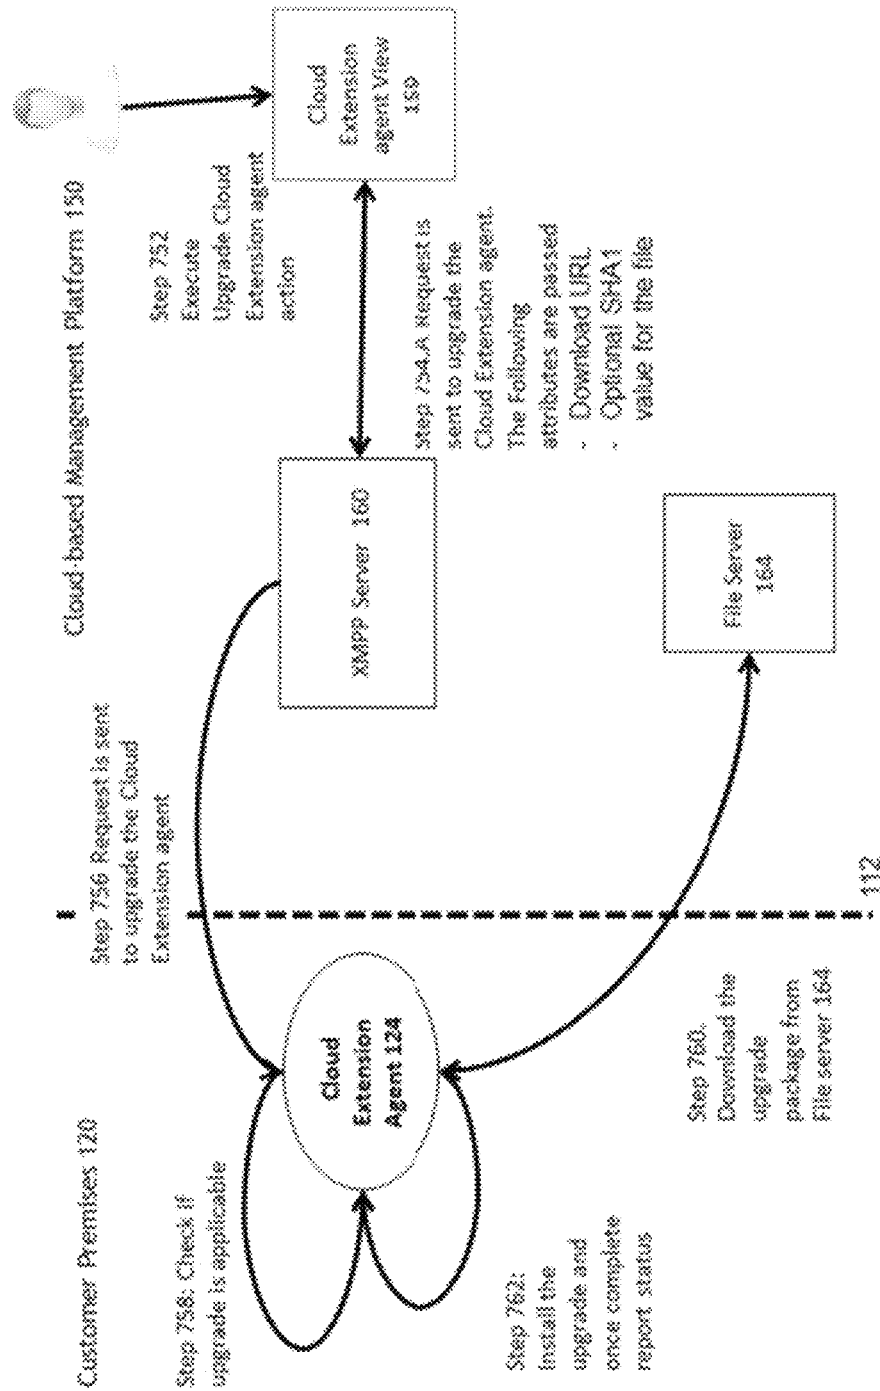 Customer Premises 120
Cloud-based Management Platform 150
Step 758: Check if
upgrade is applicable
Step 756 Request is sent
to upgrade the Cloud
Extension agent
Step 752
Execute
Upgrade Cloud
Extension agent
action
Cloud
Extension
Agent 124
XMPP Server 160
Cloud
Extension
agent View
159
Step 754.A Request is
sent to upgrade the
Cloud Extension agent.
The Following
attributes are passed
- Download URL
- Optional SHA1
value for the file
Step 762:
Install the
upgrade and
once complete
report status
Step 760.
Download the
upgrade
package from
File server 164
File Server
164
112